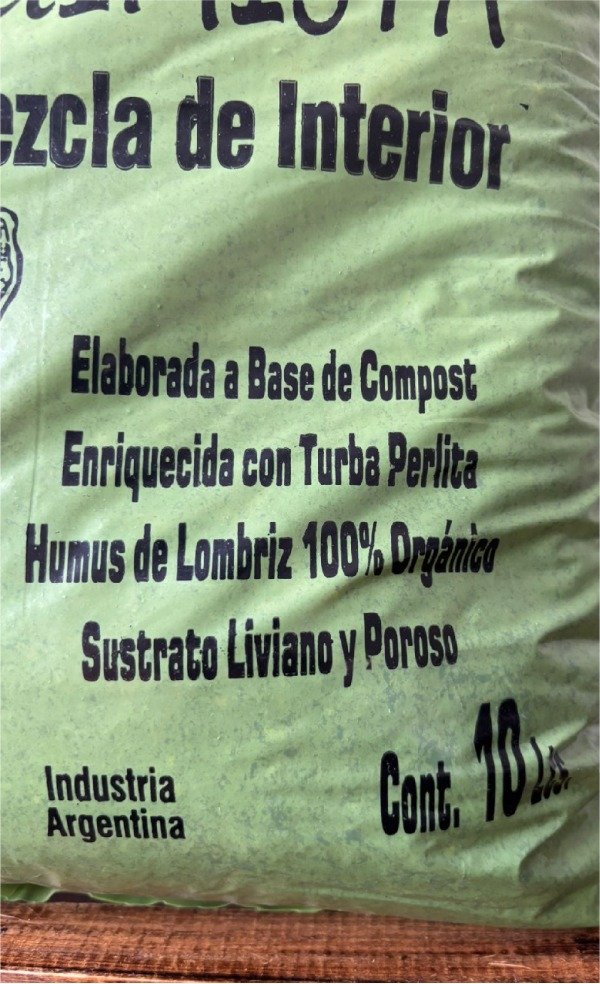 ezcla de Interior
Elaborada a Base de Compost
Enriquecida con Turba Perlita
Humus de Lombriz 100% Orgánico
Sustrato Liviano y Poroso
Industria
Argentina
Cont. 10 Lts.